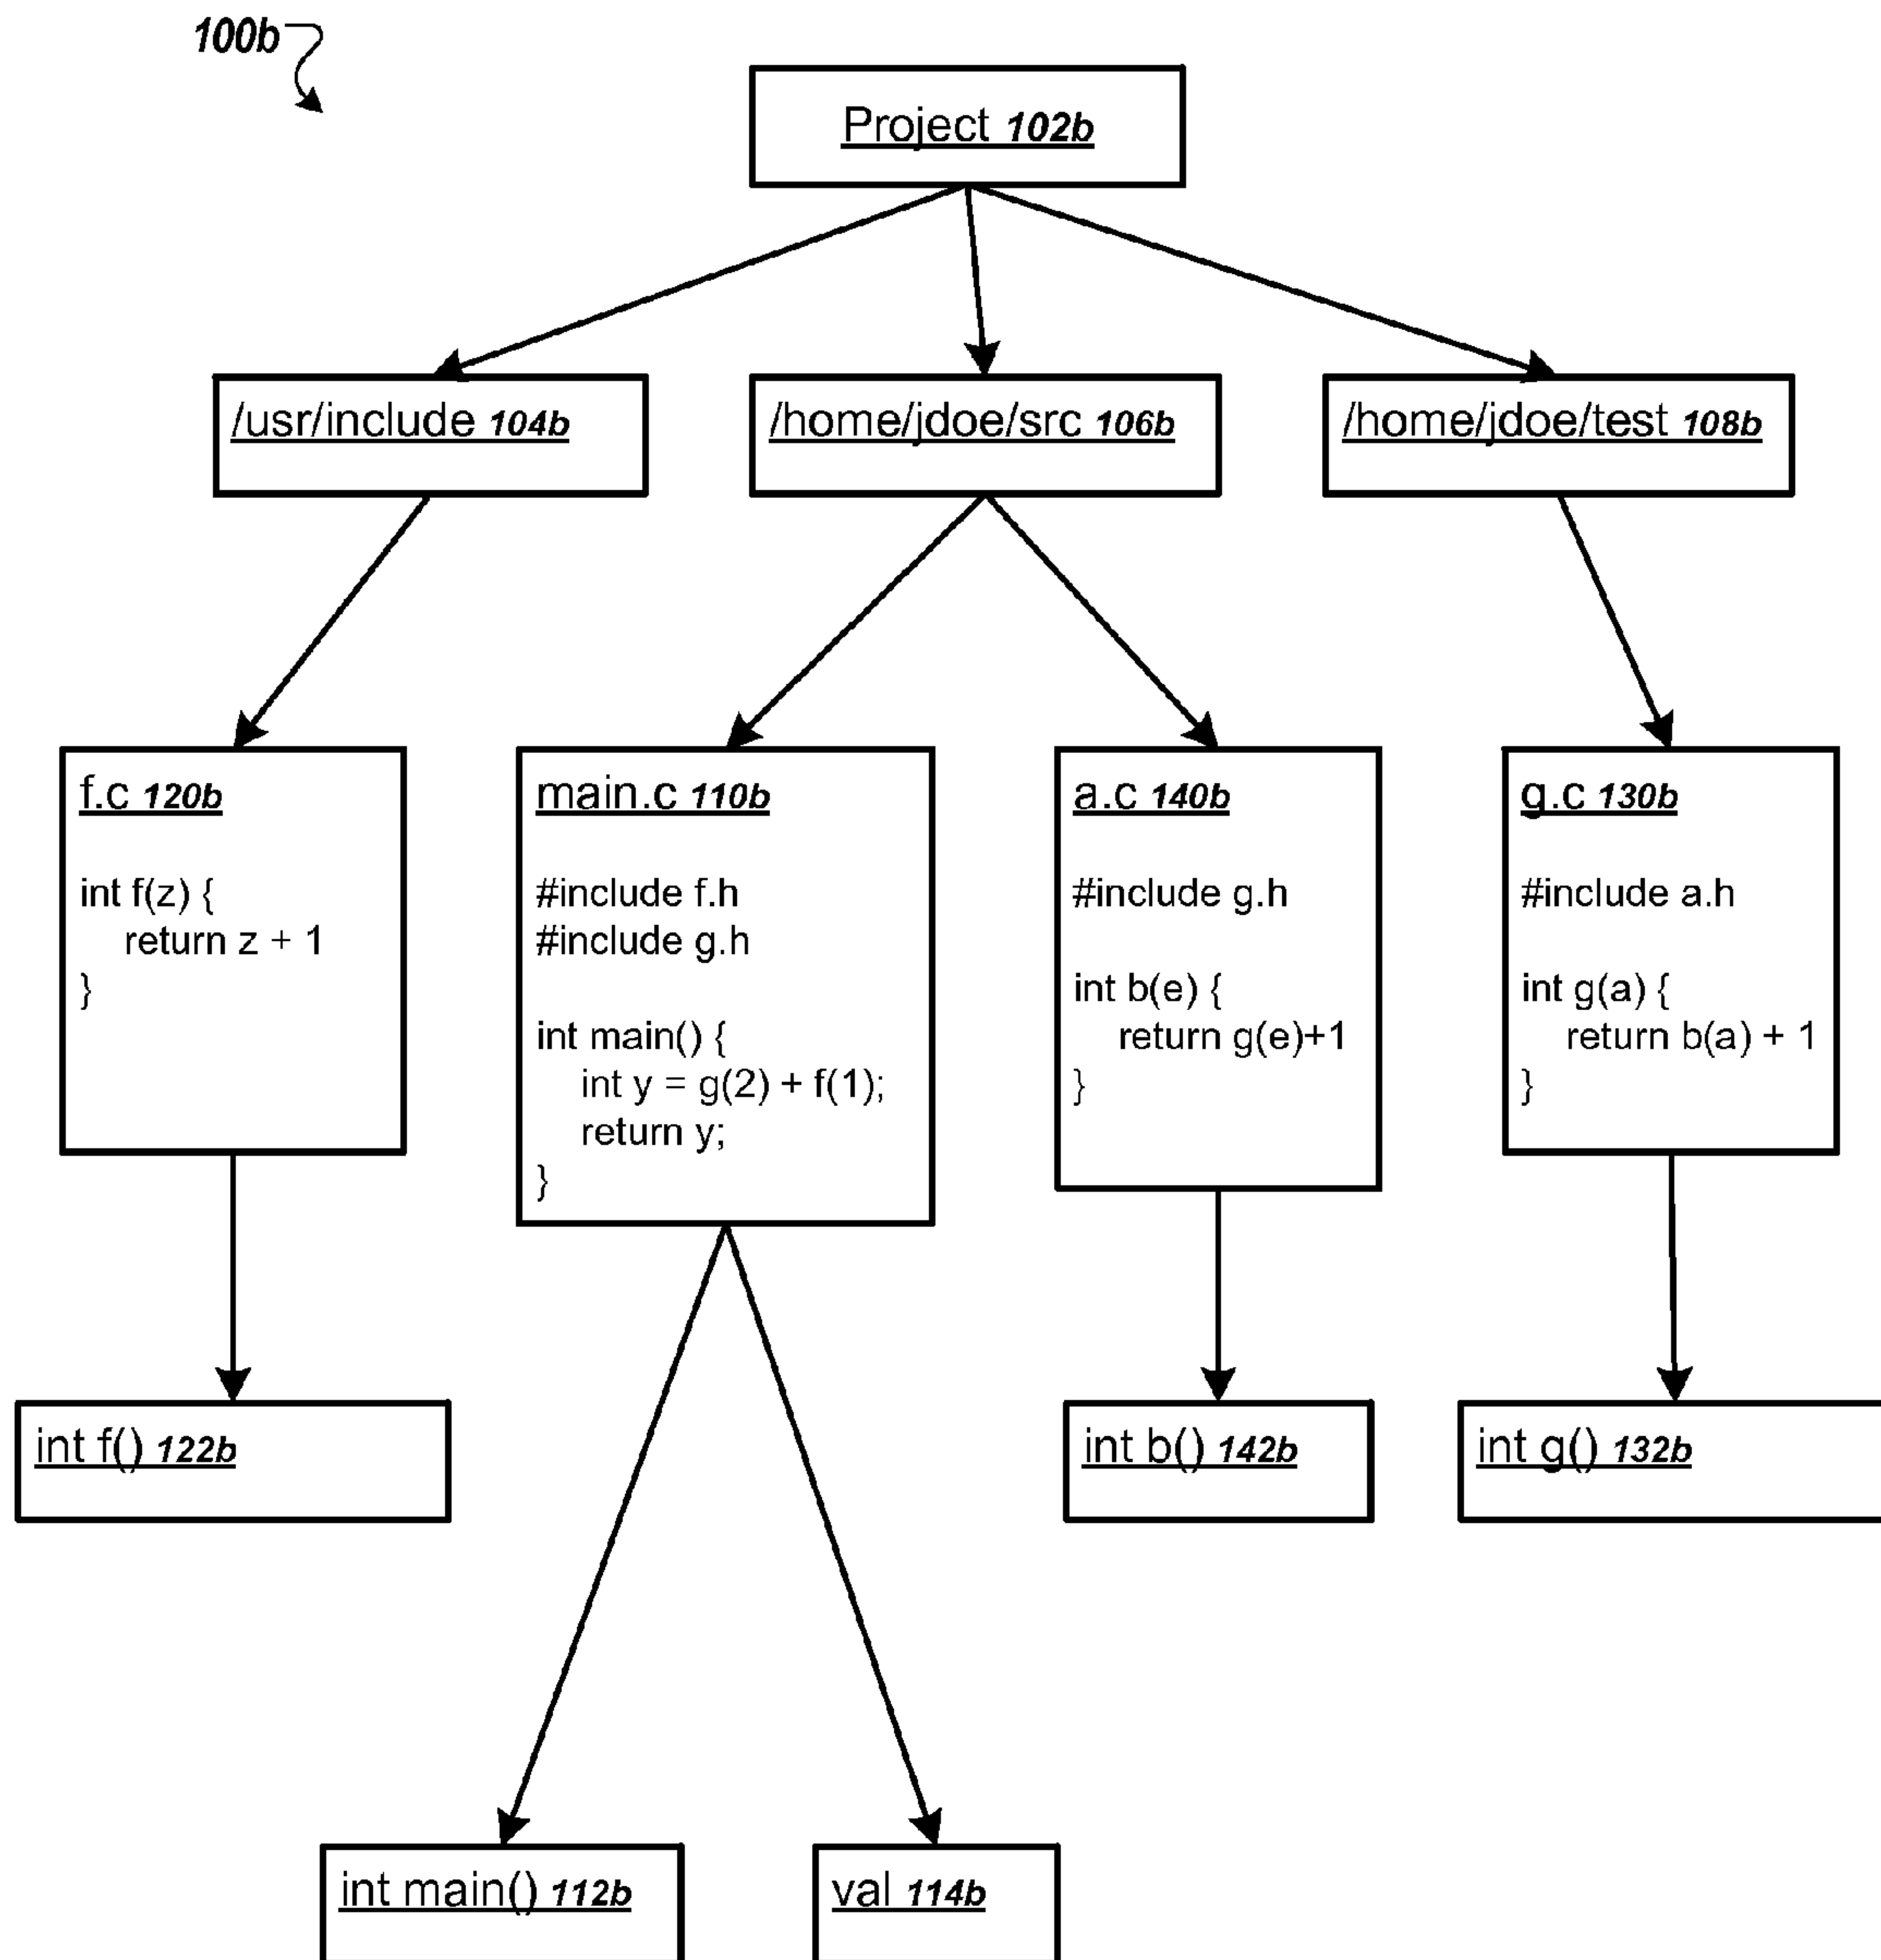 100b
Project 102b
/usr/include 104b
/home/jdoe/src 106b
/home/jdoe/test 108b
f.c 120b
int f(z) {
return z + 1
}
main.c 110b
#include f.h
#include g.h
int main() {
int y = g(2) + f(1);
return y;
}
a.c 140b
#include g.h
int b(e) {
return g(e)+1
}
g.c 130b
#include a.h
int g(a) {
return b(a) + 1
}
int f() 122b
int b() 142b
int g() 132b
int main() 112b
val 114b